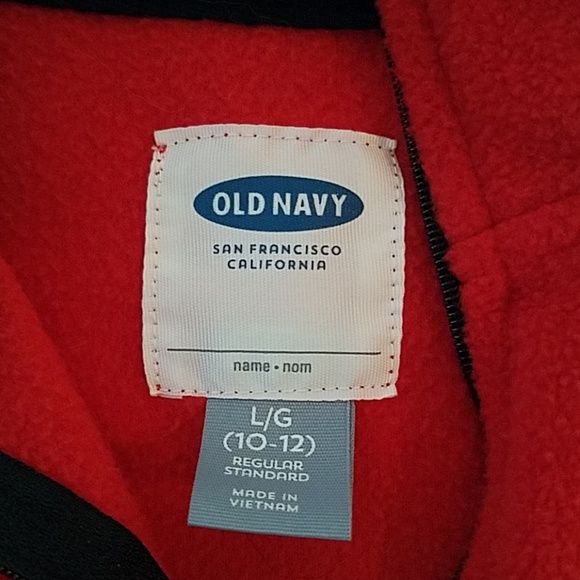 OLD NAVY
SAN FRANCISCO
CALIFORNIA
name • nom
L/G
(10-12)
REGULAR
STANDARD
MADE IN
VIETNAM